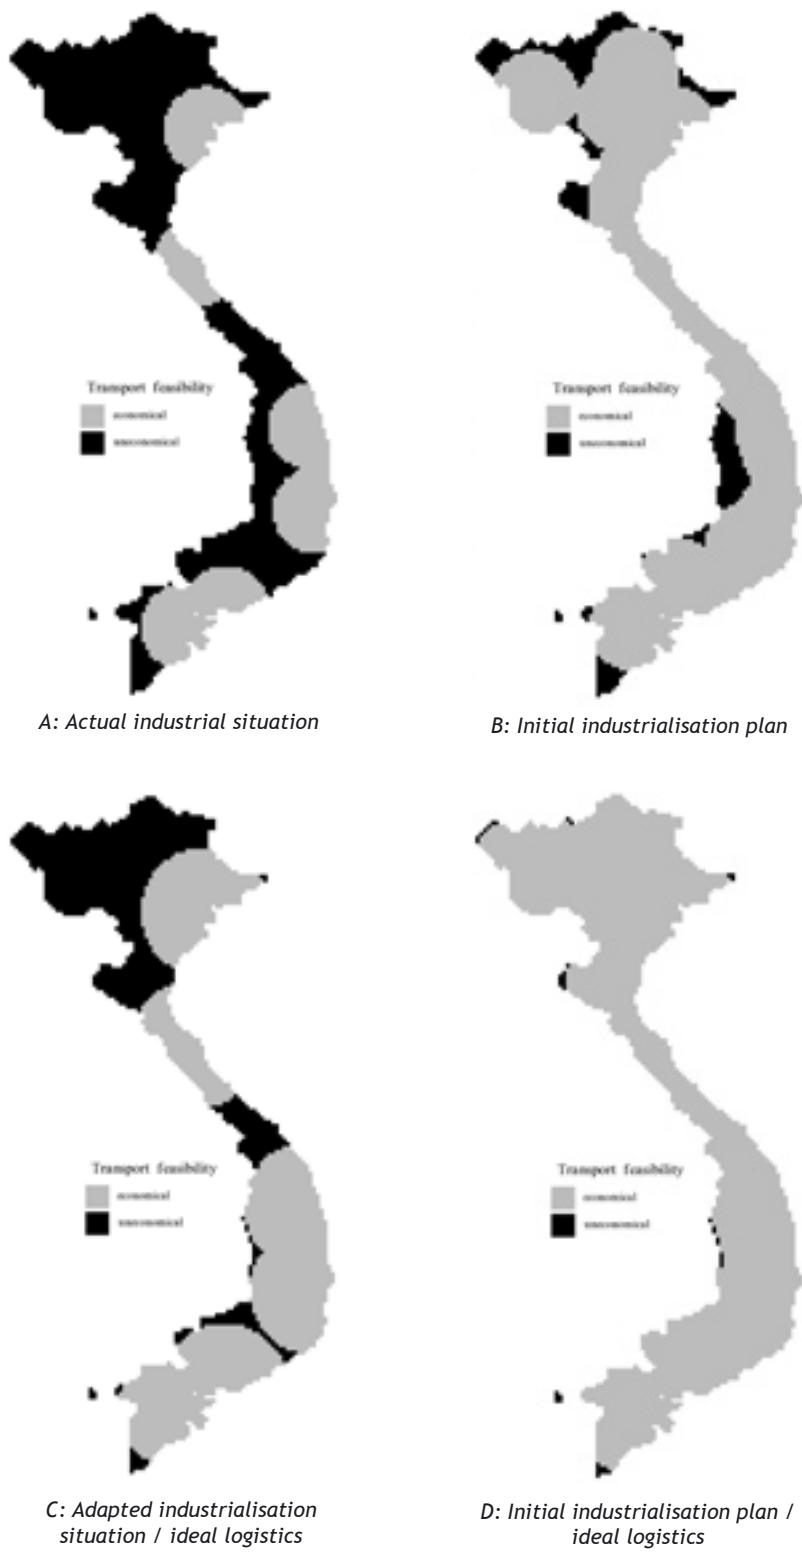 Transport feasibility
economical
uneconomical
Transport feasibility
economical
uneconomical
A: Actual industrial situation
B: Initial industrialisation plan
Transport feasibility
economical
uneconomical
Transport feasibility
economical
uneconomical
C: Adapted industrialisation
situation / ideal logistics
D: Initial industrialisation plan /
ideal logistics